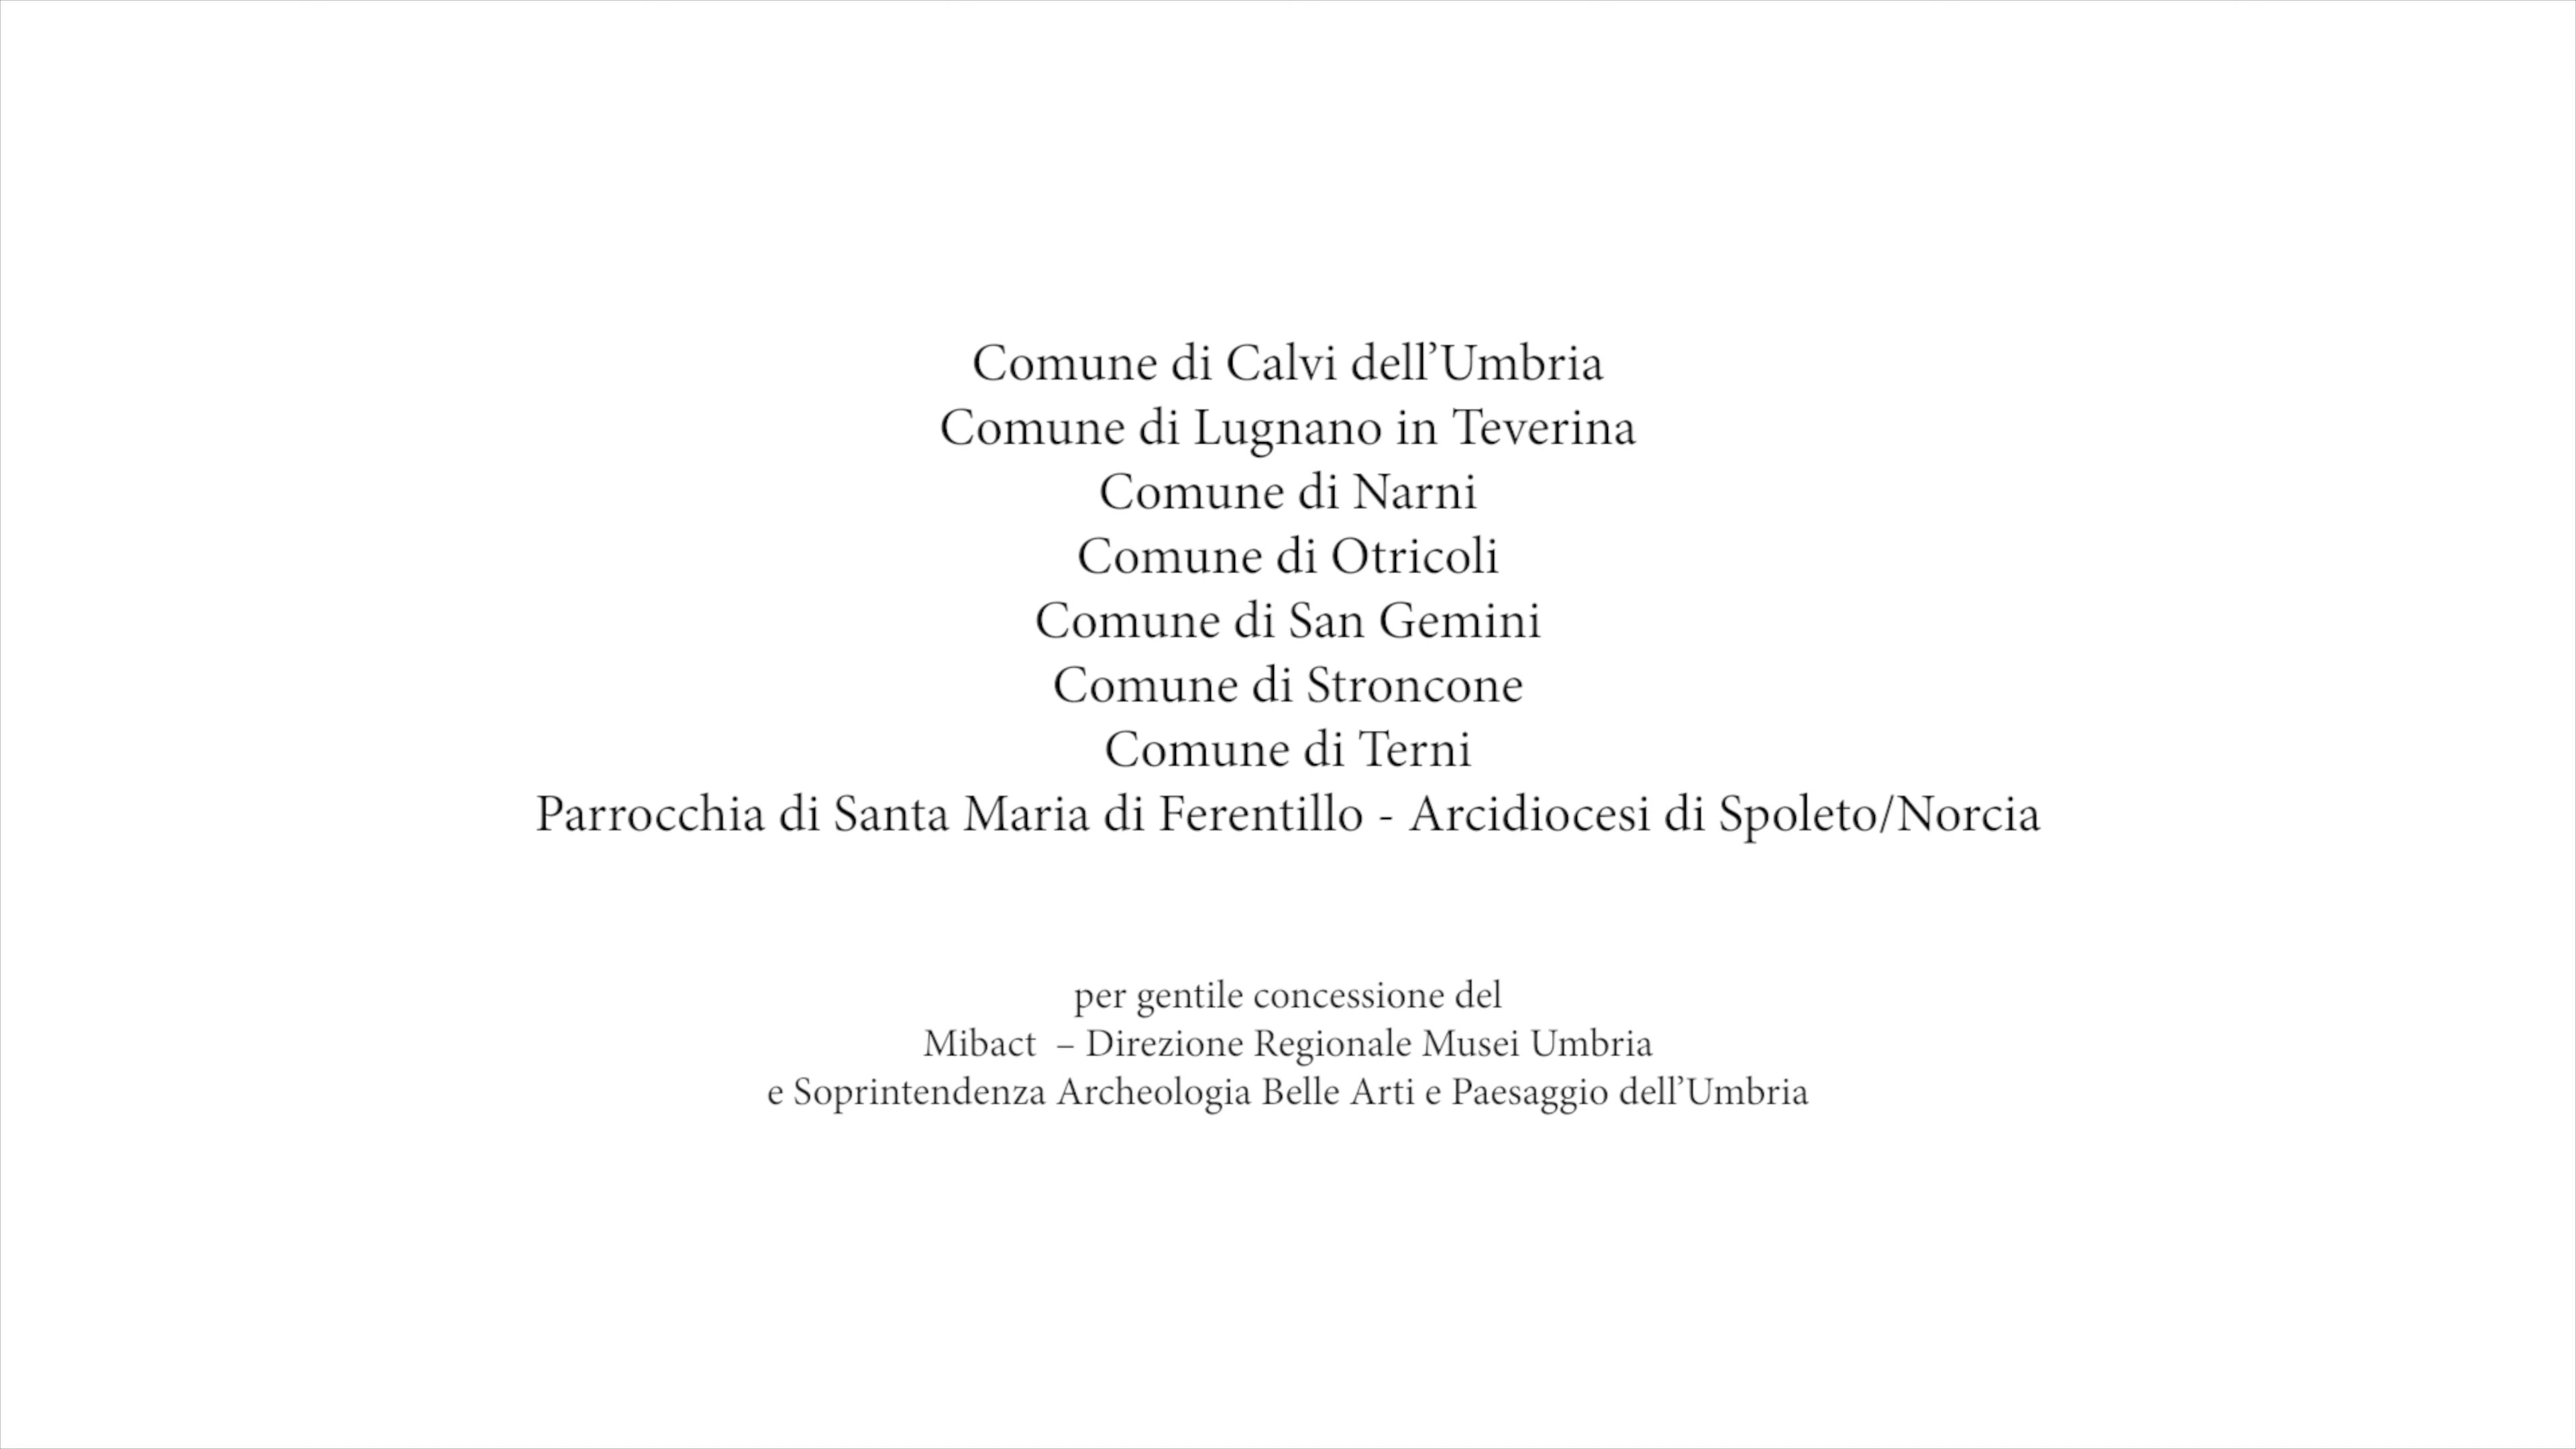 Comune di Calvi dell’Umbria
Comune di Lugnano in Teverina
Comune di Narni
Comune di Otricoli
Comune di San Gemini
Comune di Stroncone
Comune di Terni
Parrocchia di Santa Maria di Ferentillo - Arcidiocesi di Spoleto/Norcia
per gentile concessione del
Mibact – Direzione Regionale Musei Umbria
e Soprintendenza Archeologia Belle Arti e Paesaggio dell’Umbria